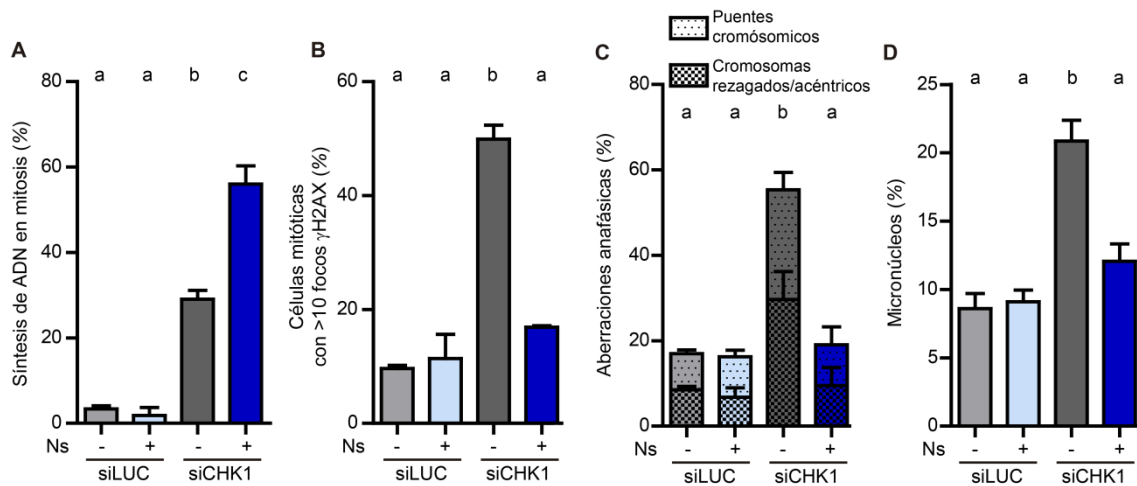 Puentes
cromósomicos
Cromosomas
rezagados/acéntricos
A
a a b c
Síntesis de ADN en mitosis (%)
80
60
40
20
0
Ns - + - +
siLUC siCHK1
B
a a b a
Células mitóticas
con >10 focos γH2AX (%)
60
40
20
0
Ns - + - +
siLUC siCHK1
C
a a b a
Aberraciones anafásicas (%)
80
60
40
20
0
Ns - + - +
siLUC siCHK1
D
a a b a
Micronúcleos (%)
25
20
15
10
5
0
Ns - + - +
siLUC siCHK1